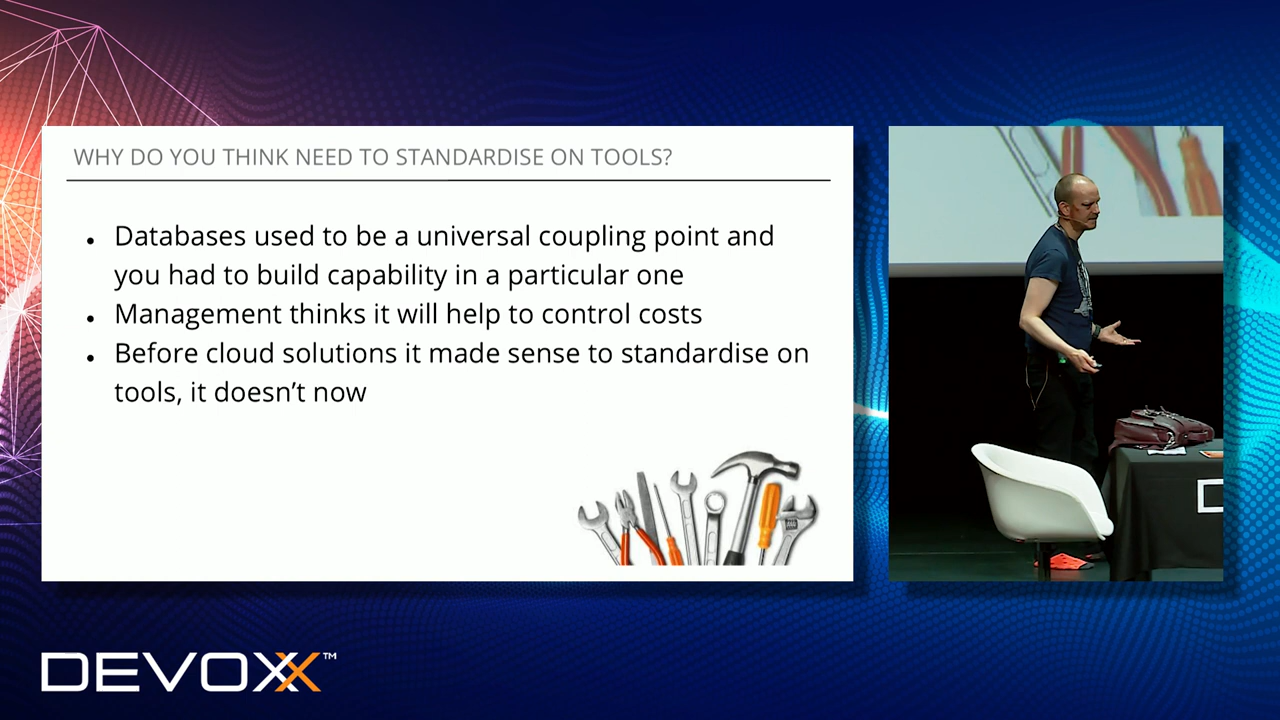 WHY DO YOU THINK NEED TO STANDARDISE ON TOOLS?
• Databases used to be a universal coupling point and
you had to build capability in a particular one
• Management thinks it will help to control costs
• Before cloud solutions it made sense to standardise on
tools, it doesn’t now
DEVOXX™